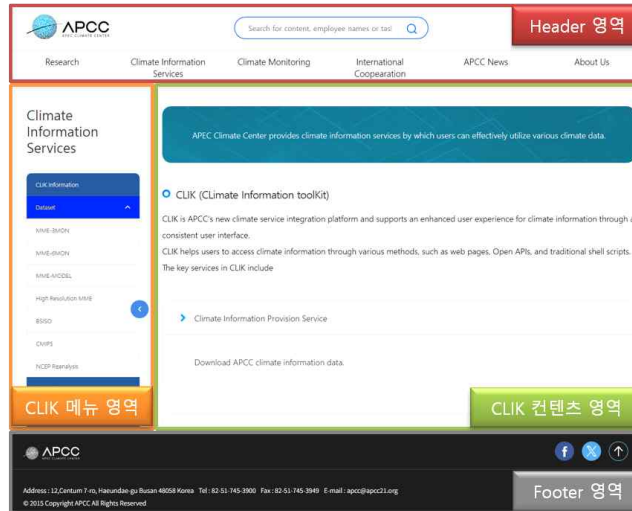 APCC
APEC CLIMATE CENTER
Search for content, employee names or tasl
Header 영역
Research
Climate Information
Services
Climate Monitoring
International
Coopearation
APCC News
About Us
Climate
Information
Services
CLIK Information
Dataset
MME-3MON
MME-6MON
MME-MODEL
High Resolution MME
BSISO
CMIP5
NCEP Reanalysis
CLIK 메뉴 영역
APEC Climate Center provides climate information services by which users can effectively utilize various climate data.
CLIK (CLimate Information toolKit)
CLIK is APCC's new climate service integration platform and supports an enhanced user experience for climate information through a
consistent user interface.
CLIK helps users to access climate information through various methods, such as web pages, Open APIs, and traditional shell scripts.
The key services in CLIK include
Climate Information Provision Service
Download APCC climate information data.
CLIK 컨텐츠 영역
APCC
APEC CLIMATE CENTER
Address : 12,Centum 7-ro, Haeundae-gu Busan 48058 Korea Tel : 82-51-745-3900 Fax : 82-51-745-3949 E-mail : apcc@apcc21.org
© 2015 Copyright APCC All Rights Reserved
Footer 영역